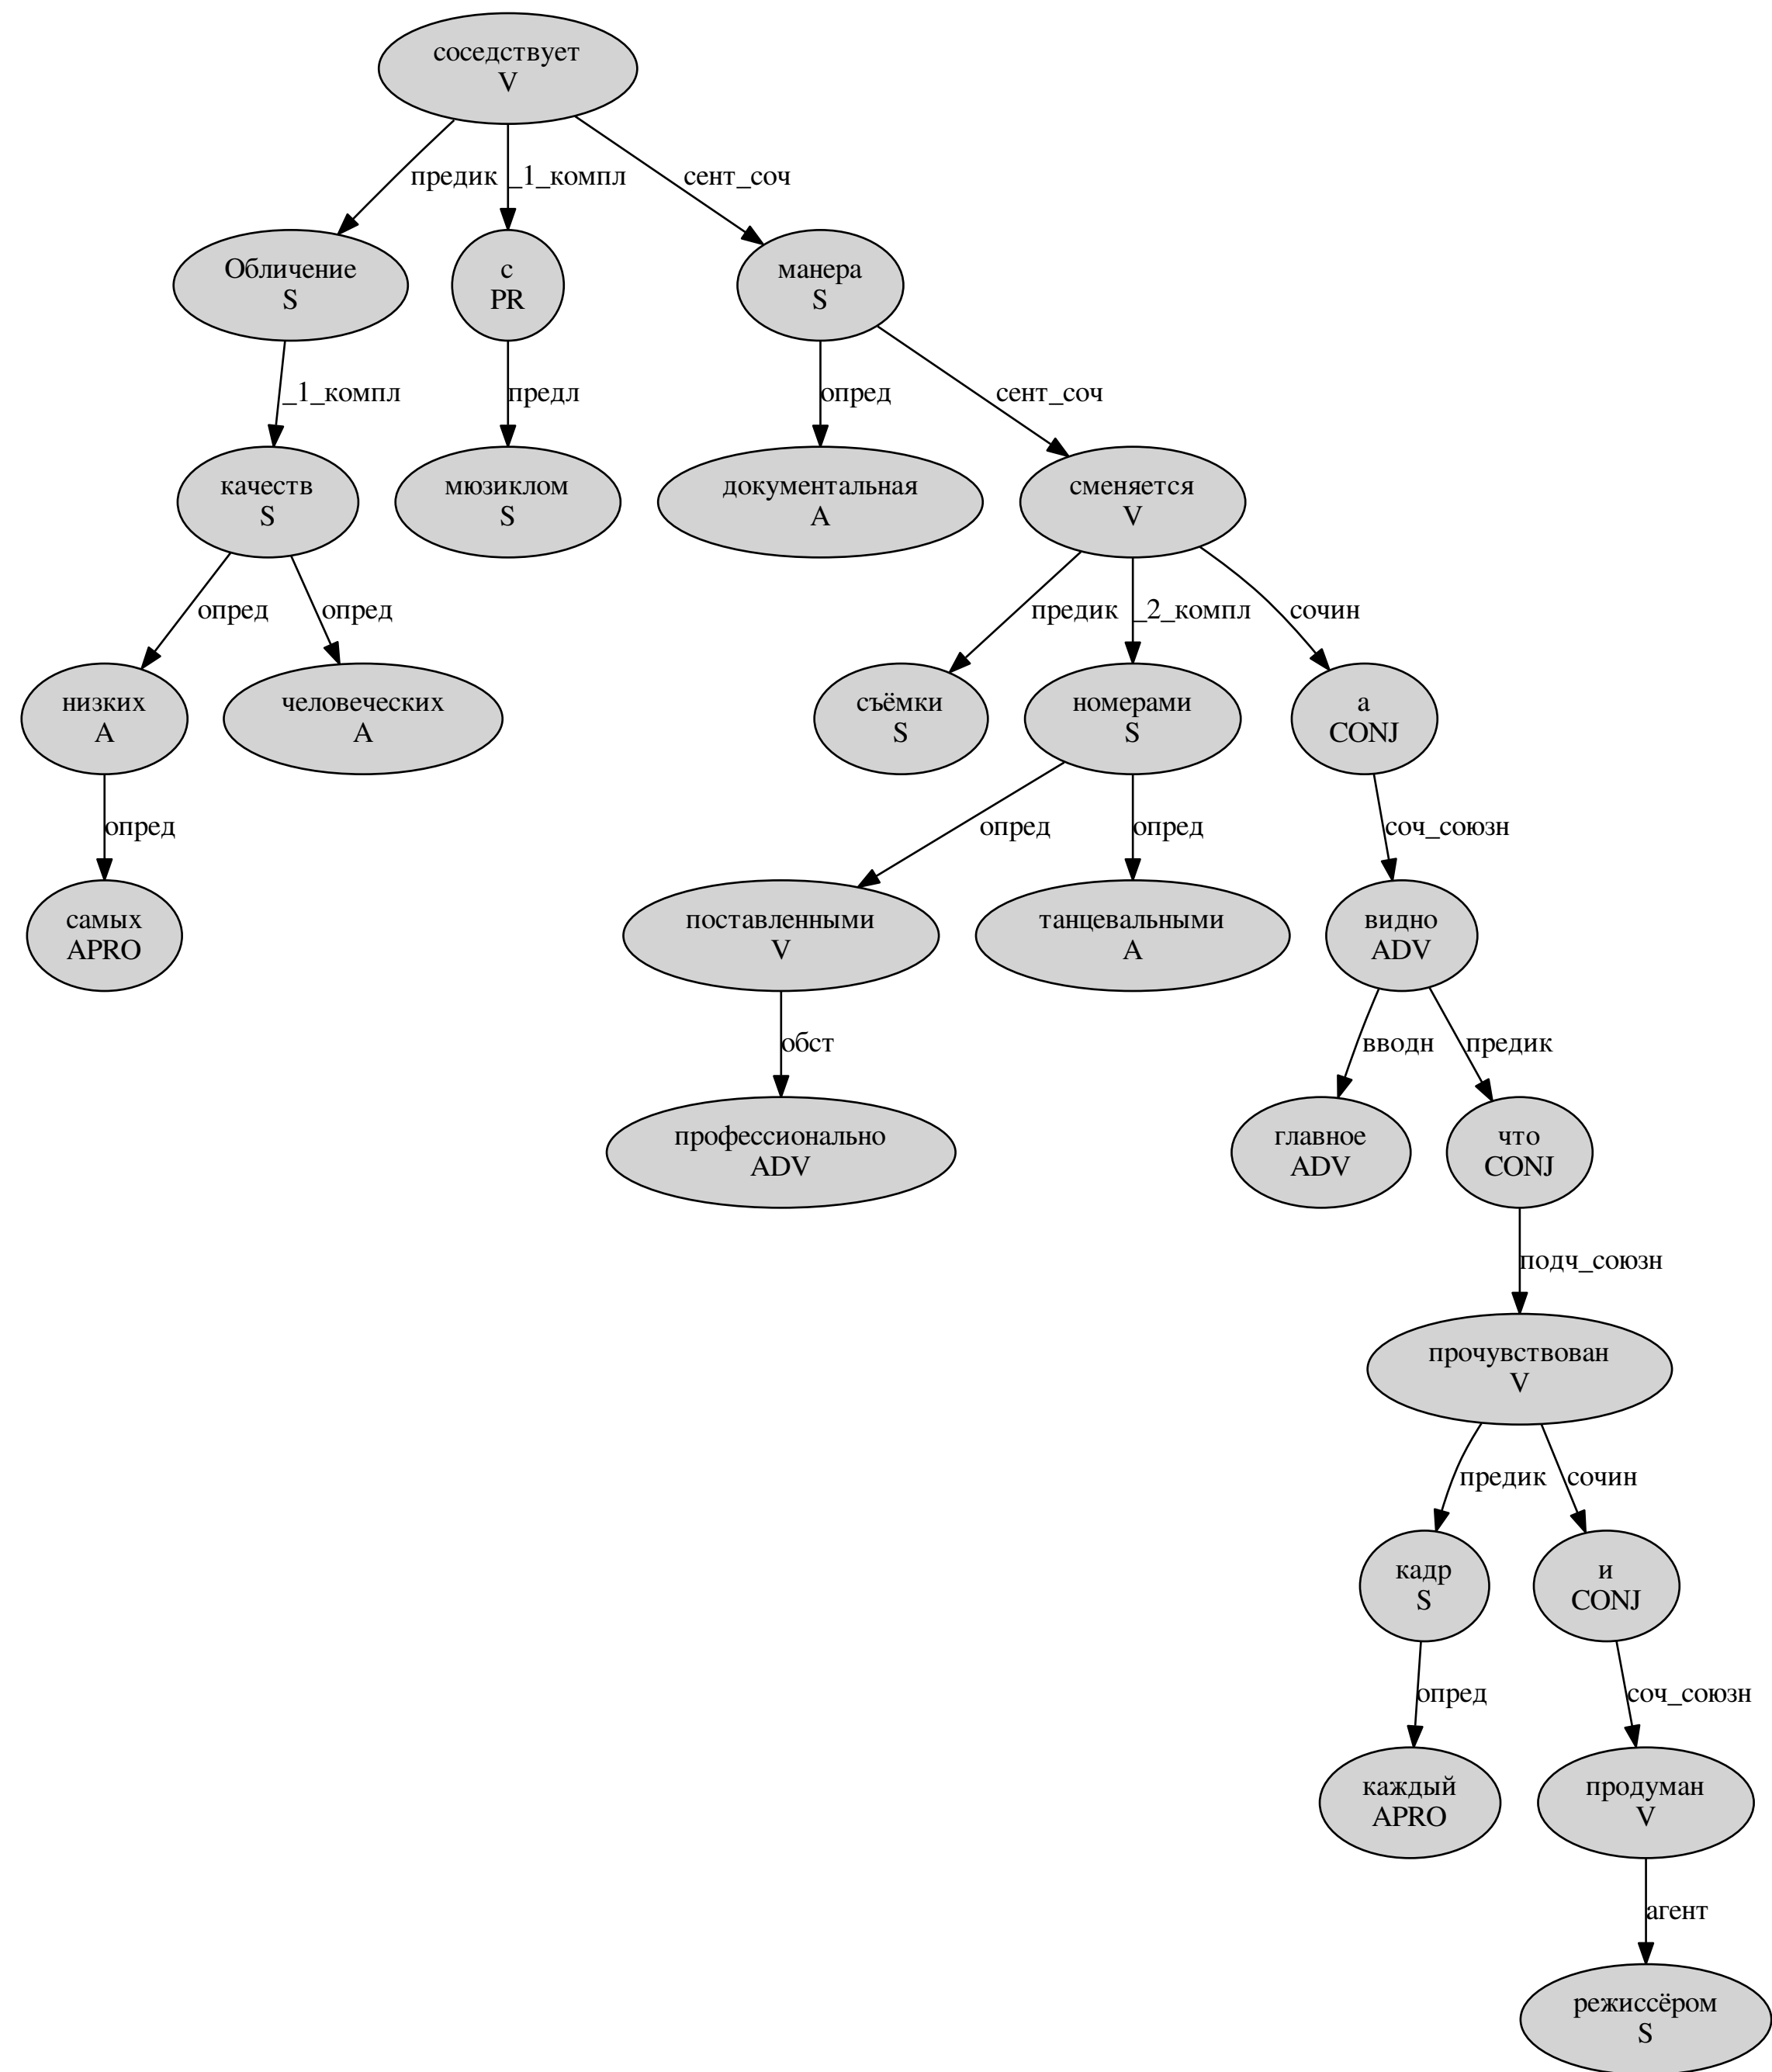 соседствует
V
предик
_1_компл
сент_соч
Обличение
S
с
PR
манера
S
_1_компл
предл
опред
сент_соч
качеств
S
мюзиклом
S
документальная
A
сменяется
V
опред
опред
предик
_2_компл
сочин
низких
A
человеческих
A
съёмки
S
номерами
S
а
CONJ
опред
опред
опред
соч_союзн
самых
APRO
поставленными
V
танцевальными
A
видно
ADV
обст
вводн
предик
профессионально
ADV
главное
ADV
что
CONJ
подч_союзн
прочувствован
V
предик
сочин
кадр
S
и
CONJ
опред
соч_союзн
каждый
APRO
продуман
V
агент
режиссёром
S